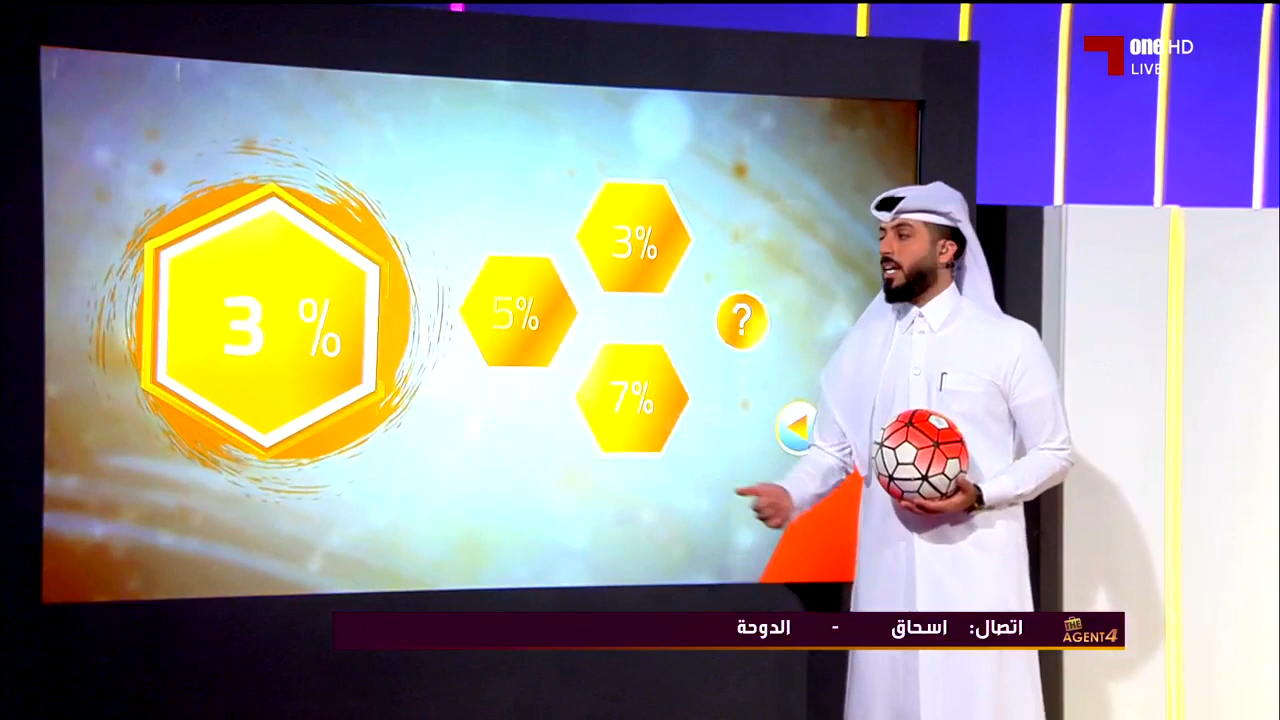 one HD
LIVE
3 %
3%
5%
7%
?
اتصال: اسحاق - الدوحة
THE
AGENT4